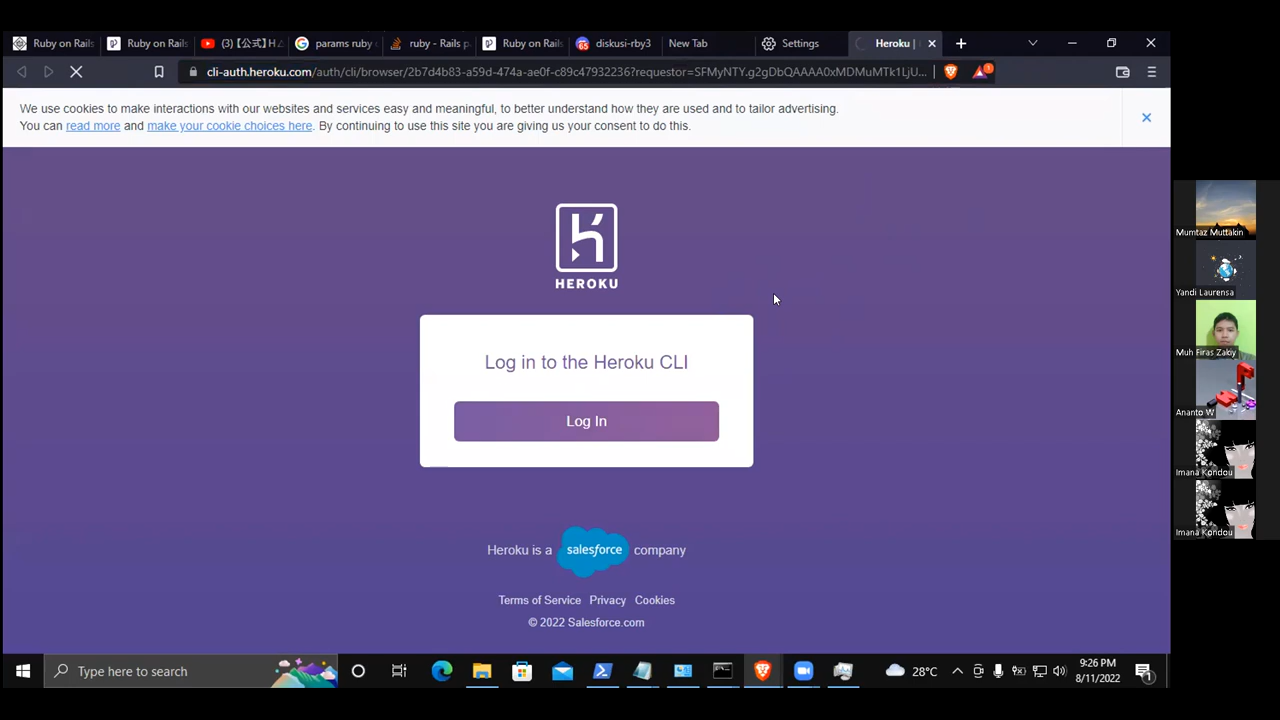 Ruby on Rails
Ruby on Rails
(3)【公式】H
params ruby
ruby - Rails p
Ruby on Rails
diskusi-rby3
New Tab
Settings
Heroku |
cli-auth.heroku.com/auth/cli/browser/2b7d4b83-a59d-474a-ae0f-c89c47932236?requestor=SFMyNTY.g2gDbQAAAA0xMDMuMTk1LjU...
1
We use cookies to make interactions with our websites and services easy and meaningful, to better understand how they are used and to tailor advertising.
You can read more and make your cookie choices here. By continuing to use this site you are giving us your consent to do this.
HEROKU
Log in to the Heroku CLI
Log In
Heroku is a salesforce company
Terms of Service Privacy Cookies
© 2022 Salesforce.com
Mumtaz Muttakin
Yandi Laurensa
Muh Firas Zakiy
Ananto W
Imana Kondou
Imana Kondou
Type here to search
28°C
9:26 PM
8/11/2022
1